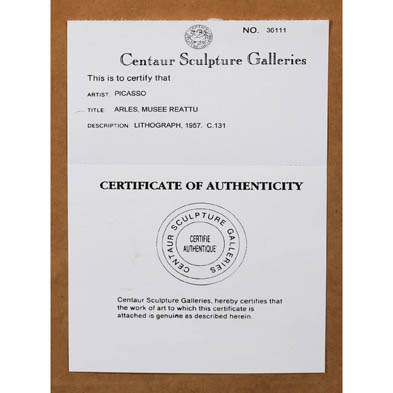 NO. 36111
Centaur Sculpture Galleries
This is to certify that
ARTIST: PICASSO
TITLE: ARLES, MUSEE REATTU
DESCRIPTION: LITHOGRAPH, 1957. C.131
CERTIFICATE OF AUTHENTICITY
CENTAUR SCULPTURE GALLERIES
CERTIFIE
AUTHENTIQUE
Centaur Sculpture Galleries, hereby certifies that
the work of art to which this certificate is
attached is genuine as described herein.